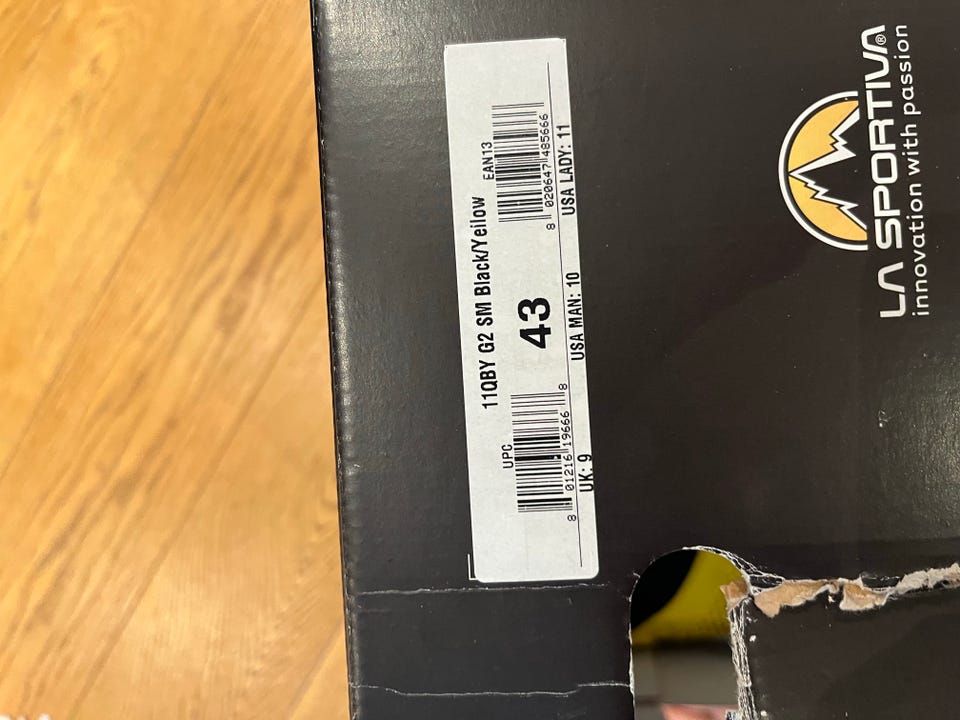 11QBY G2 SM Black/Yellow
UPC
8 01216 19666 8
43
EAN13
8 020647 485666
UK: 9
USA MAN: 10
USA LADY: 11
LA SPORTIVA®
innovation with passion